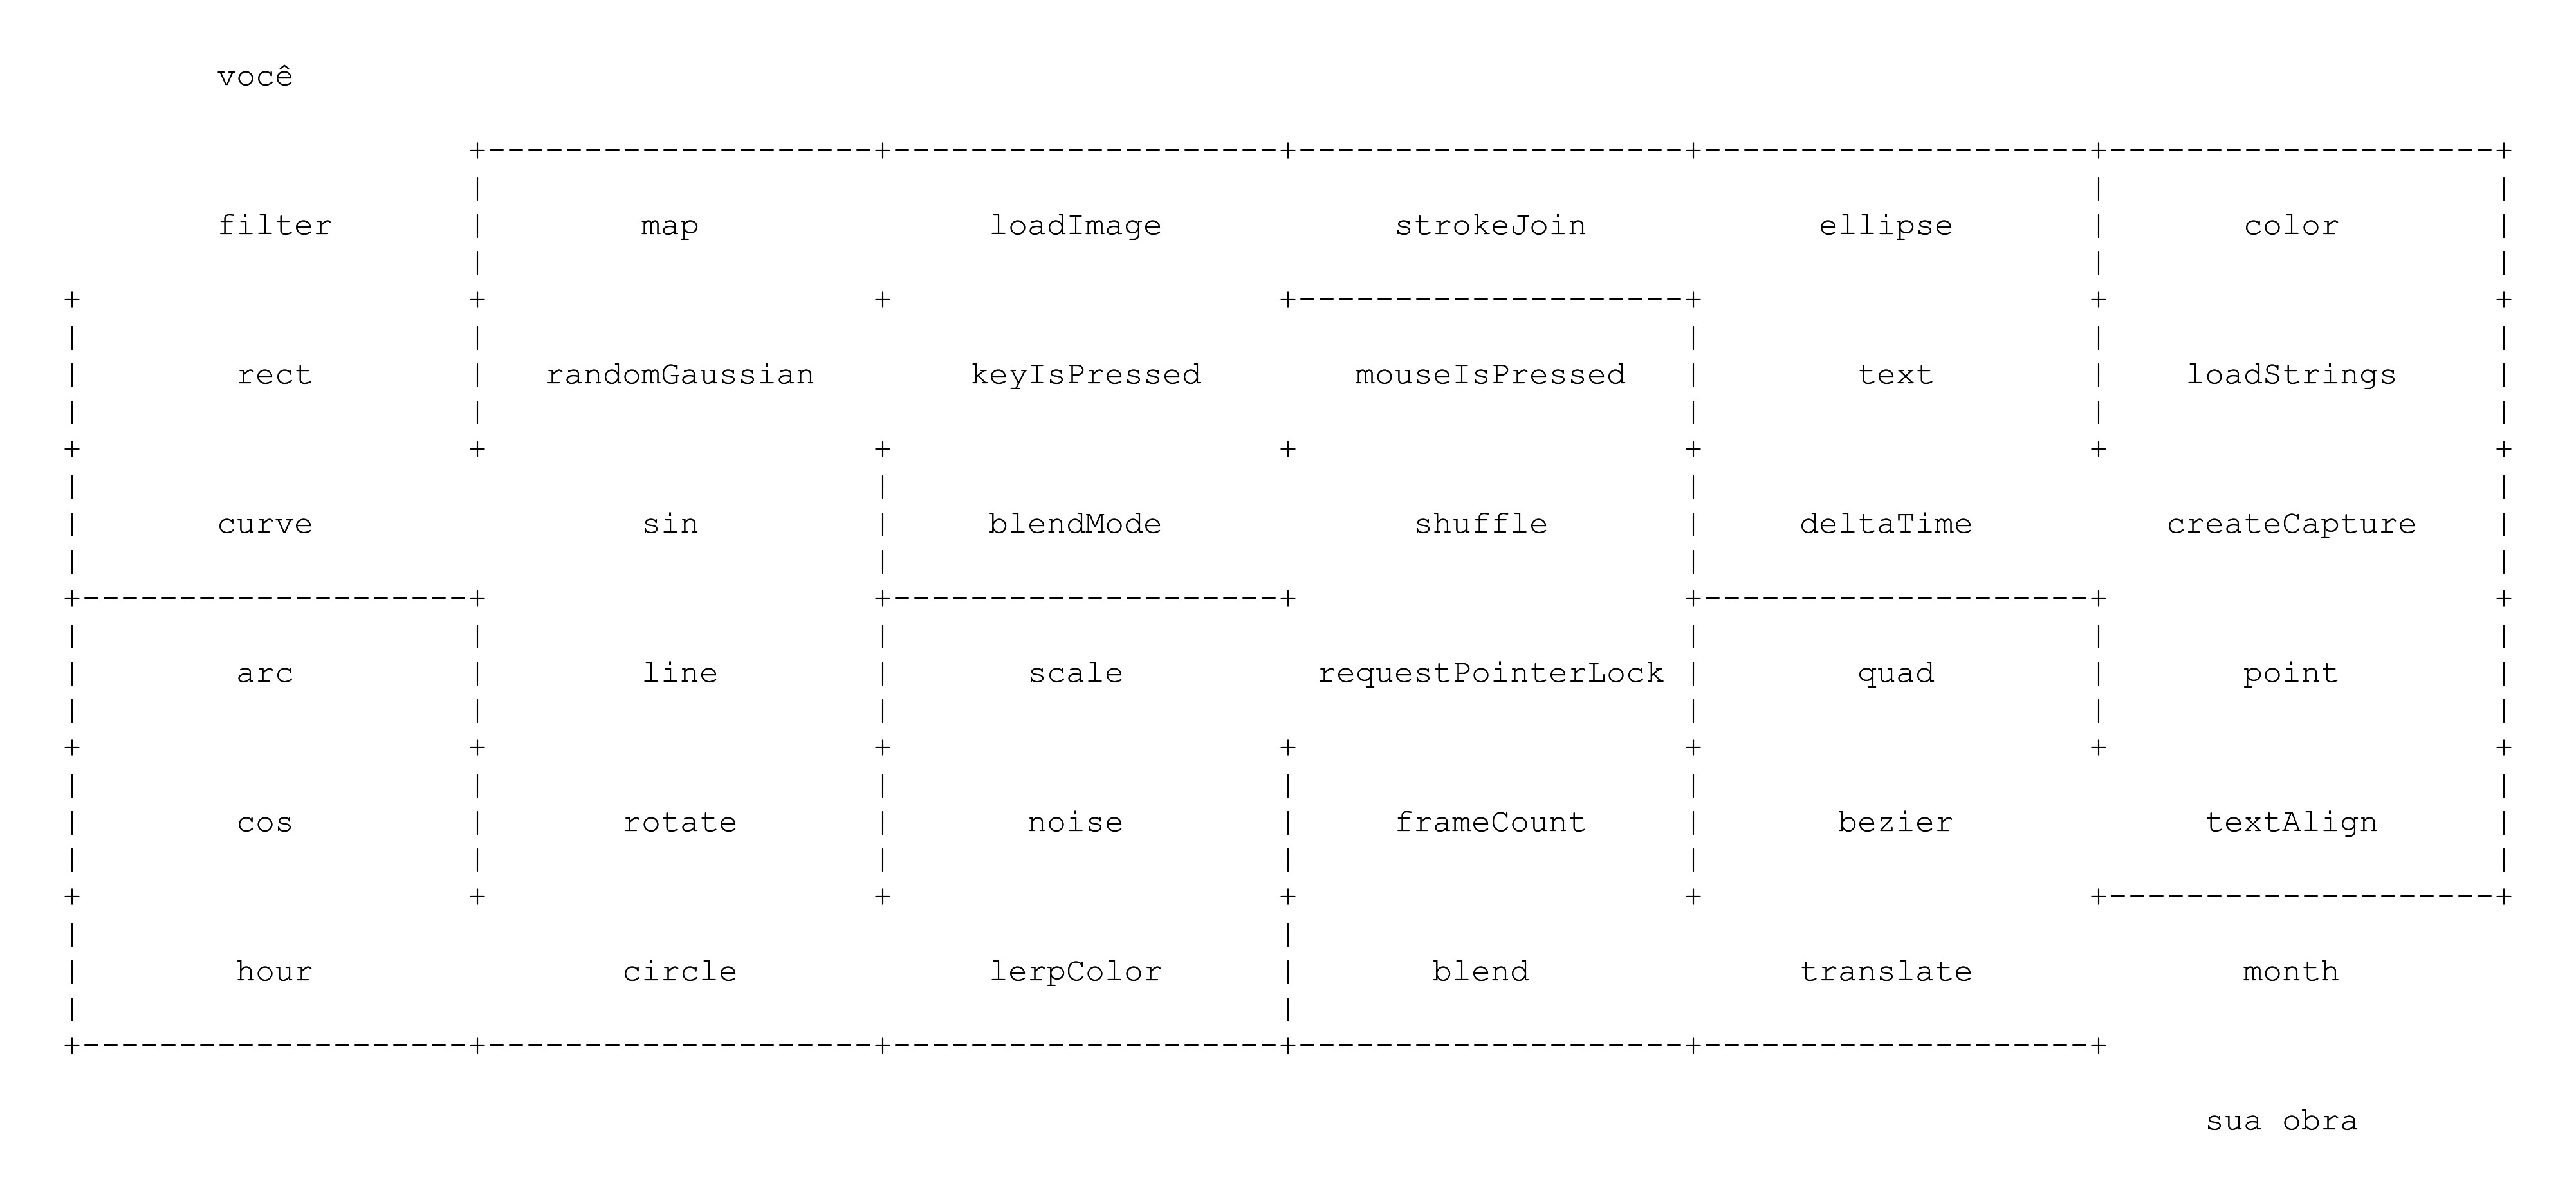 você
filter map loadImage strokeJoin ellipse color
rect randomGaussian keyIsPressed mouseIsPressed text loadStrings
curve sin blendMode shuffle deltaTime createCapture
arc line scale requestPointerLock quad point
cos rotate noise frameCount bezier textAlign
hour circle lerpColor blend translate month
sua obra